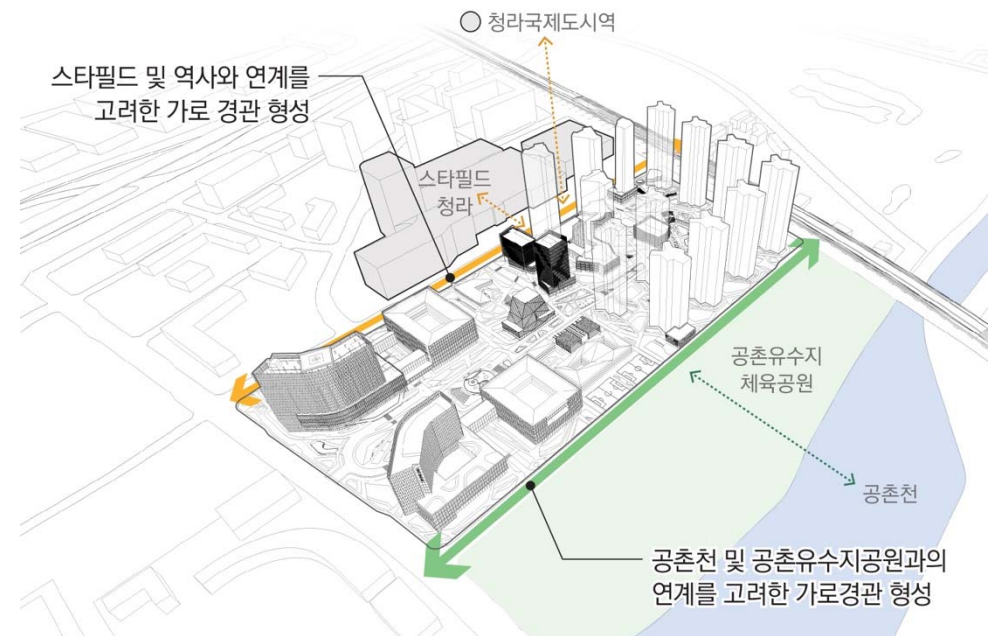 청라국제도시역
스타필드 및 역사와 연계를
고려한 가로 경관 형성
스타필드
청라
공촌유수지
체육공원
공촌천
공촌천 및 공촌유수지공원과의
연계를 고려한 가로경관 형성